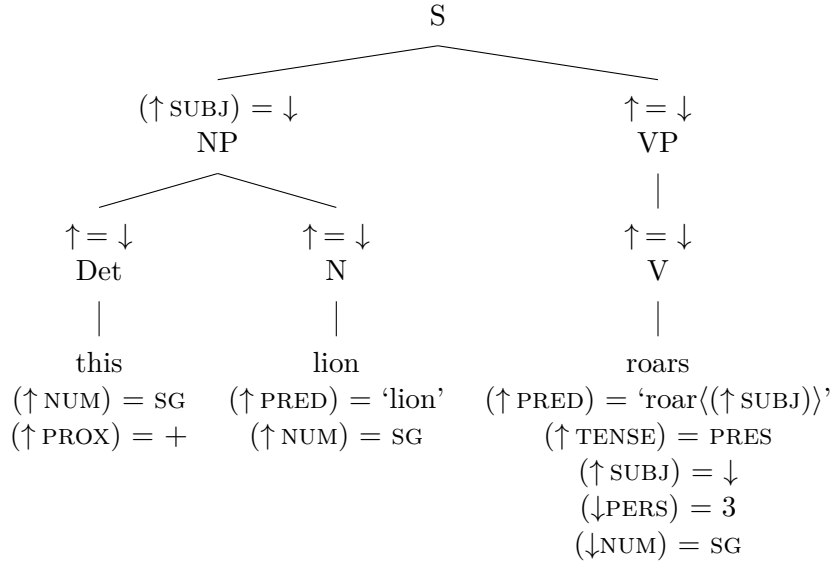 S
(↑ SUBJ) = ↓ ↑ = ↓
NP VP
↑ = ↓ ↑ = ↓ ↑ = ↓
Det N V
this lion roars
(↑ NUM) = SG (↑ PRED) = ‘lion’ (↑ PRED) = ‘roar⟨(↑ SUBJ)⟩’
(↑ PROX) = + (↑ NUM) = SG (↑ TENSE) = PRES
(↑ SUBJ) = ↓
(↓PERS) = 3
(↓NUM) = SG